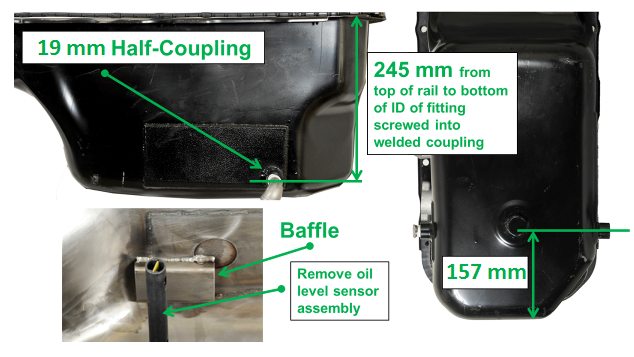 19 mm Half-Coupling
245 mm from
top of rail to bottom
of ID of fitting
screwed into
welded coupling
Baffle
Remove oil
level sensor
assembly
157 mm